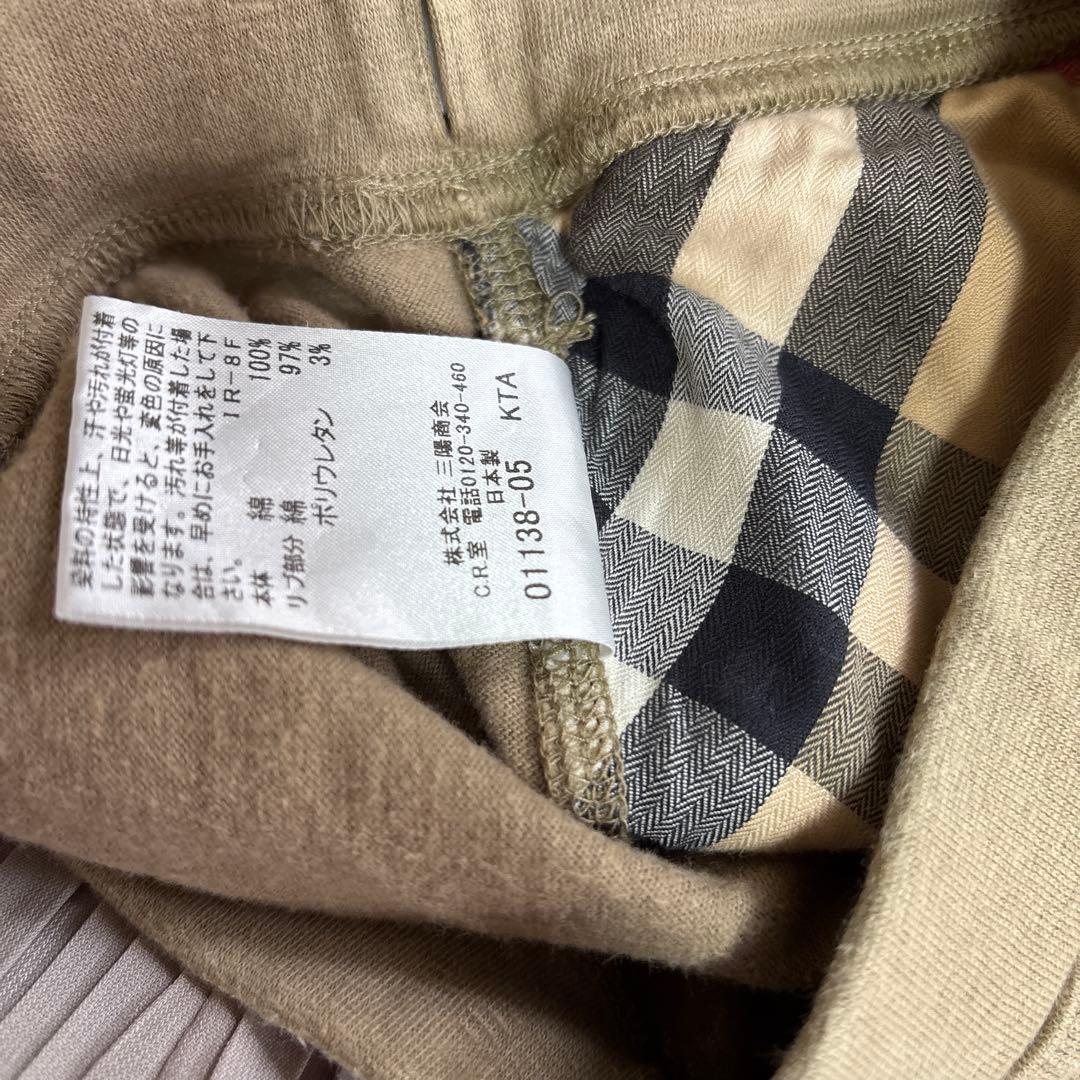 染料の特性上、汗や汚れが付着
した状態で、日光や蛍光灯等の
影響を受けると、変色の原因に
なります。汚れ等が付着した場
合は、早めにお手入れをして下
さい。 1R-8F
本体 綿 100%
リブ部分 綿 97%
ポリウレタン 3%
株式会社 三陽商会
C.R.室 電話0120-340-460
日本製 KTA
01138-05